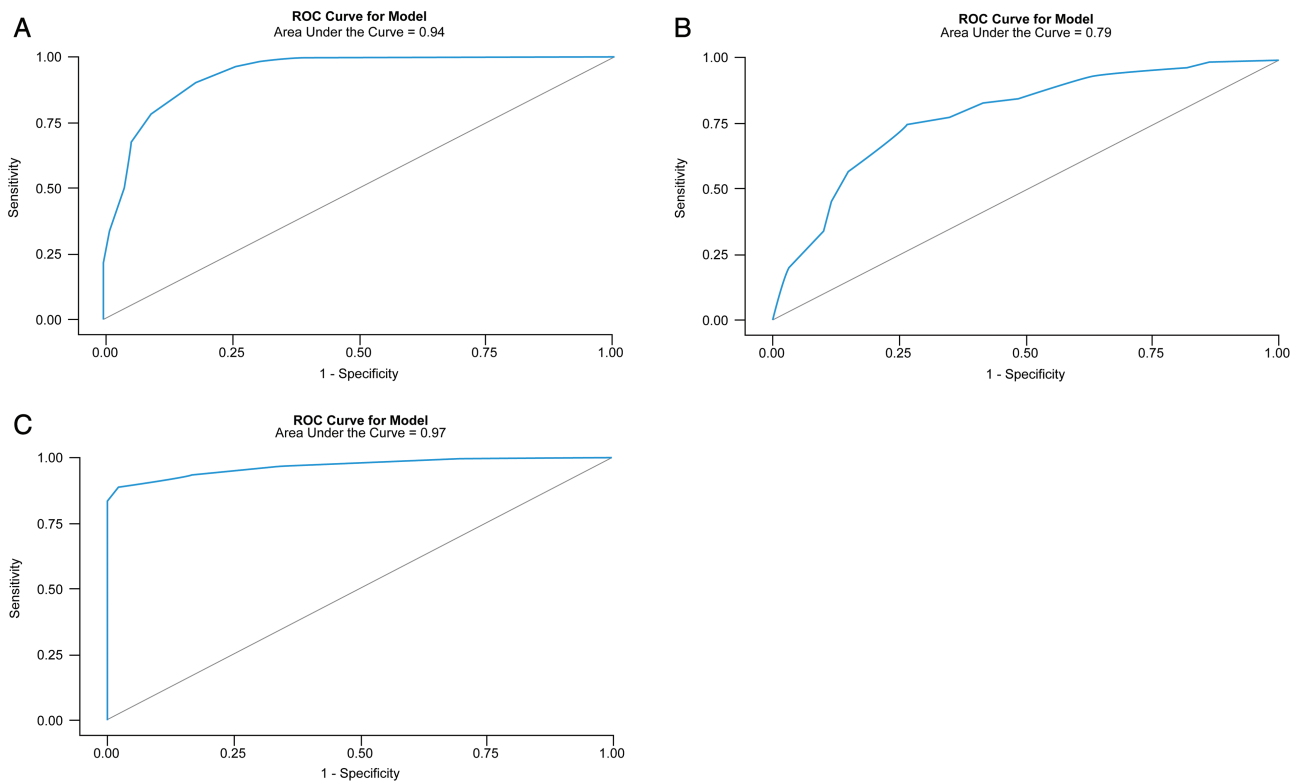 A
ROC Curve for Model
Area Under the Curve = 0.94
1.00
0.75
0.50
0.25
0.00
Sensitivity
0.00 0.25 0.50 0.75 1.00
1 - Specificity
B
ROC Curve for Model
Area Under the Curve = 0.79
1.00
0.75
0.50
0.25
0.00
Sensitivity
0.00 0.25 0.50 0.75 1.00
1 - Specificity
C
ROC Curve for Model
Area Under the Curve = 0.97
1.00
0.75
0.50
0.25
0.00
Sensitivity
0.00 0.25 0.50 0.75 1.00
1 - Specificity